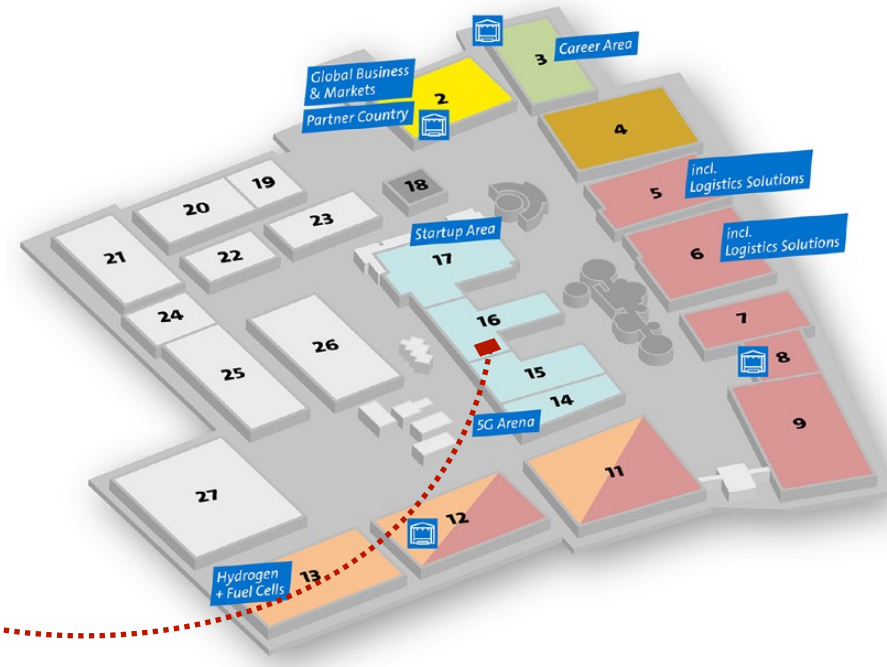 3
Career Area
Global Business
& Markets
2
Partner Country
4
5
incl.
Logistics Solutions
6
incl.
Logistics Solutions
18
19
20
23
22
21
Startup Area
17
24
16
7
26
8
25
15
14
9
5G Arena
11
27
12
13
Hydrogen
+ Fuel Cells